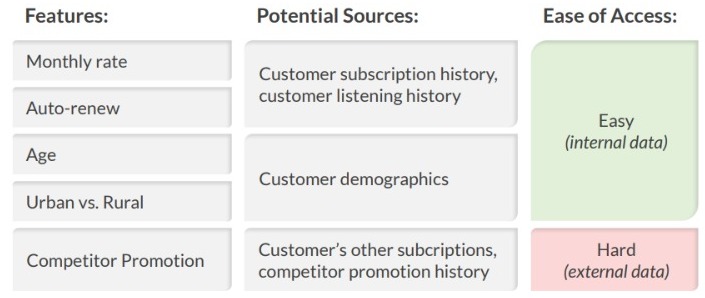 Features:
Potential Sources:
Ease of Access:
Monthly rate
Auto-renew
Age
Urban vs. Rural
Competitor Promotion
Customer subscription history,
customer listening history
Customer demographics
Customer's other subcriptions,
competitor promotion history
Easy
(internal data)
Hard
(external data)